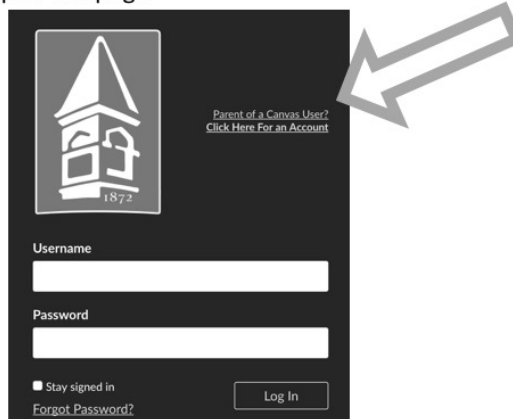 Parent of a Canvas User?
Click Here For an Account
1872
Username
Password
Stay signed in
Forgot Password?
Log In